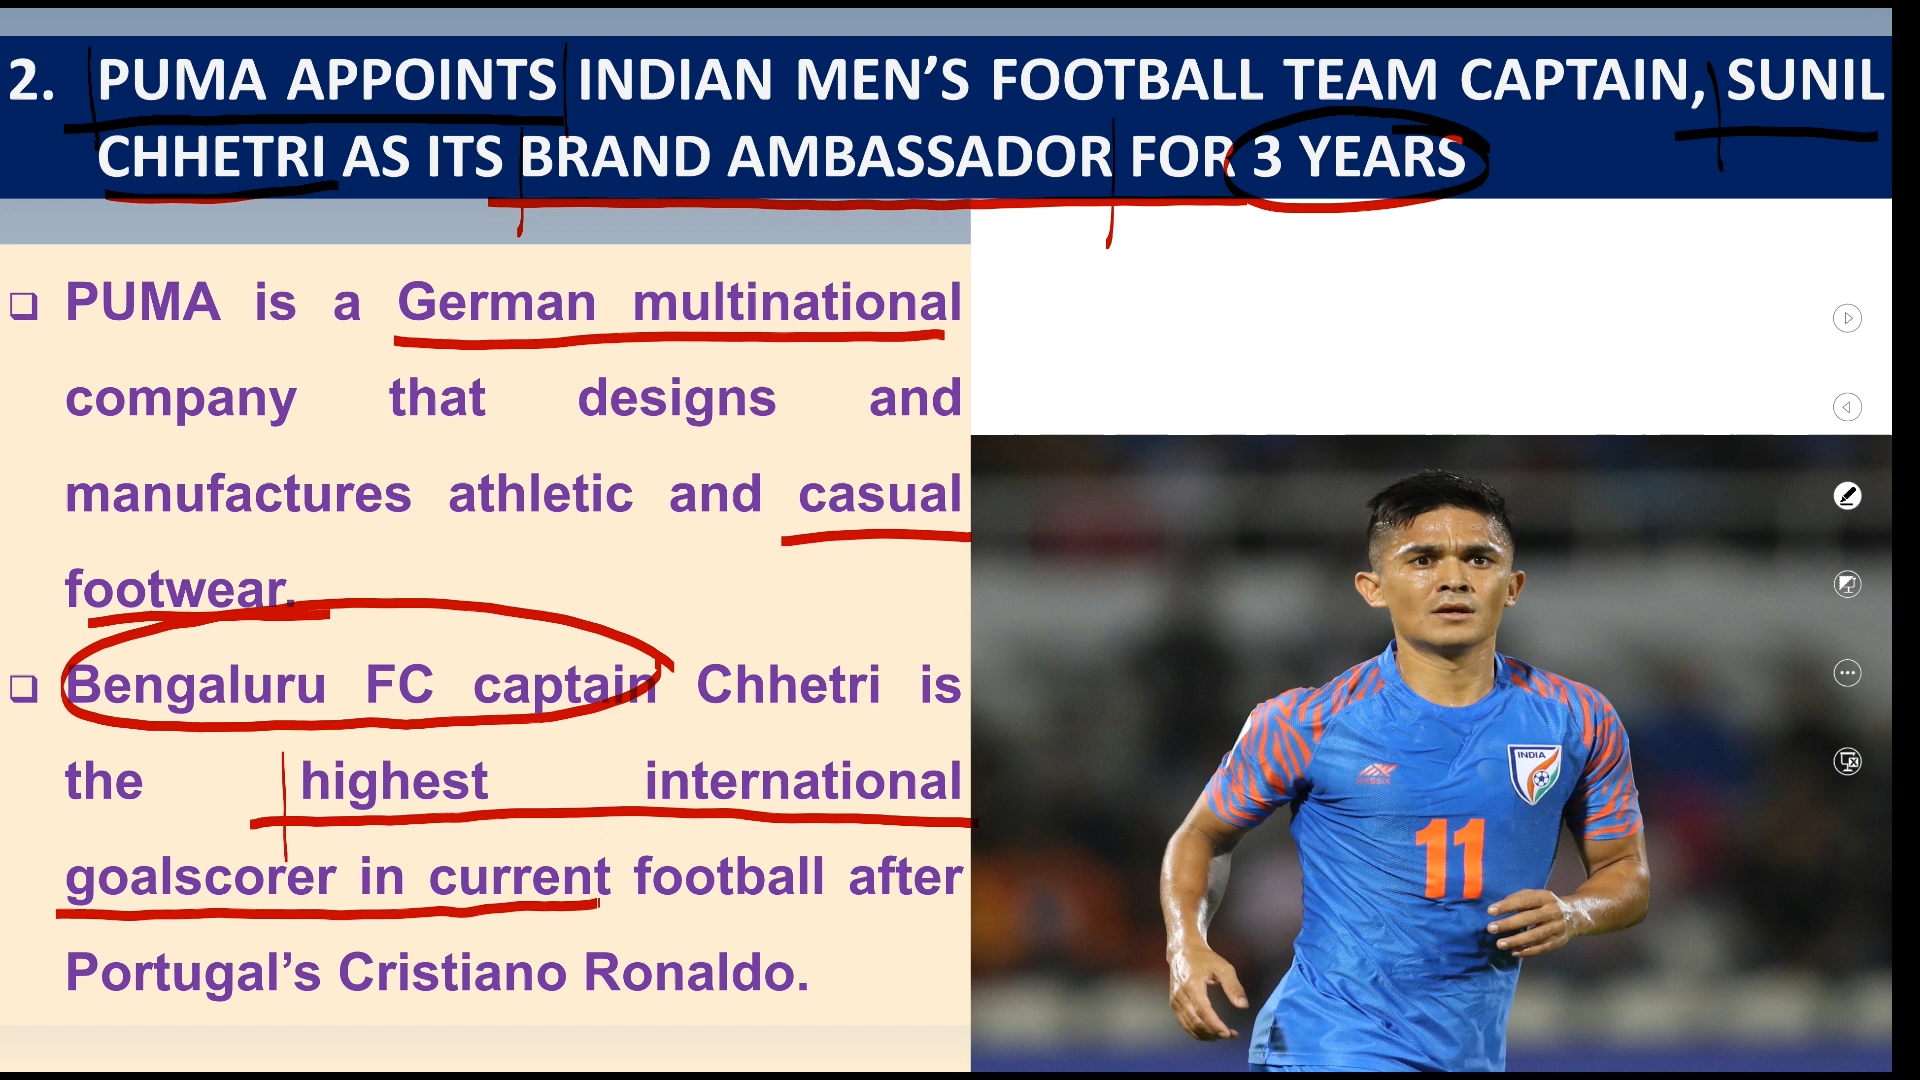 2. PUMA APPOINTS INDIAN MEN’S FOOTBALL TEAM CAPTAIN, SUNIL
CHHETRI AS ITS BRAND AMBASSADOR FOR 3 YEARS
❑ PUMA is a German multinational
company that designs and
manufactures athletic and casual
footwear.
❑ Bengaluru FC captain Chhetri is
the highest international
goalscorer in current football after
Portugal’s Cristiano Ronaldo.
INDIA
11